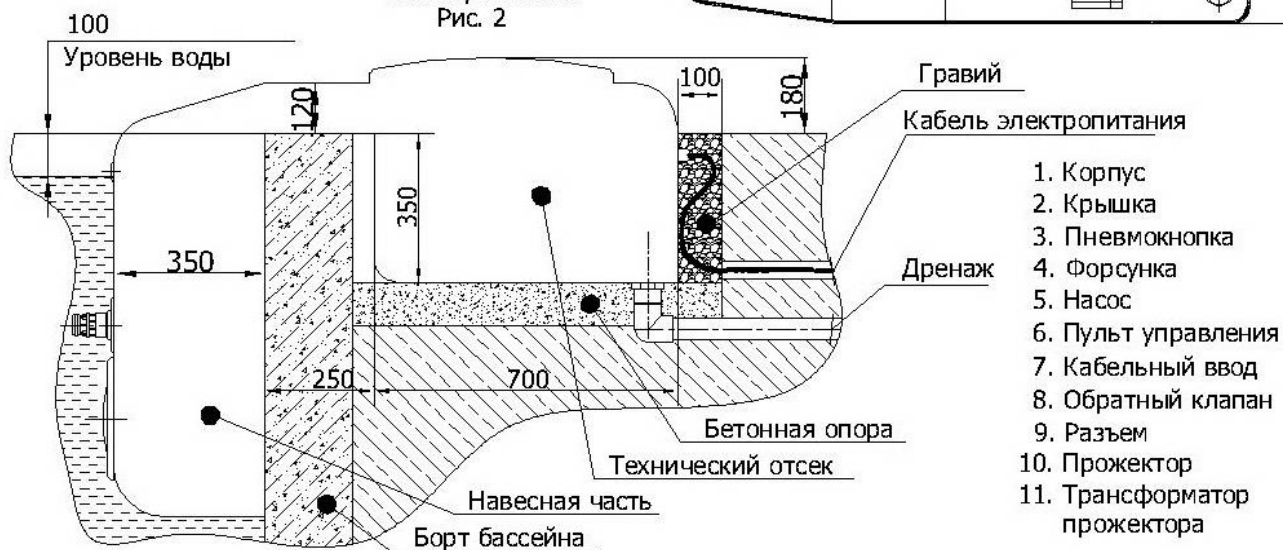 Рис. 2
100
Уровень воды
120
100
180
Гравий
Кабель электропитания
350
350
Дренаж
250
700
Бетонная опора
Технический отсек
Навесная часть
Борт бассейна
1. Корпус
2. Крышка
3. Пневмокнопка
4. Форсунка
5. Насос
6. Пульт управления
7. Кабельный ввод
8. Обратный клапан
9. Разъем
10. Прожектор
11. Трансформатор
прожектора